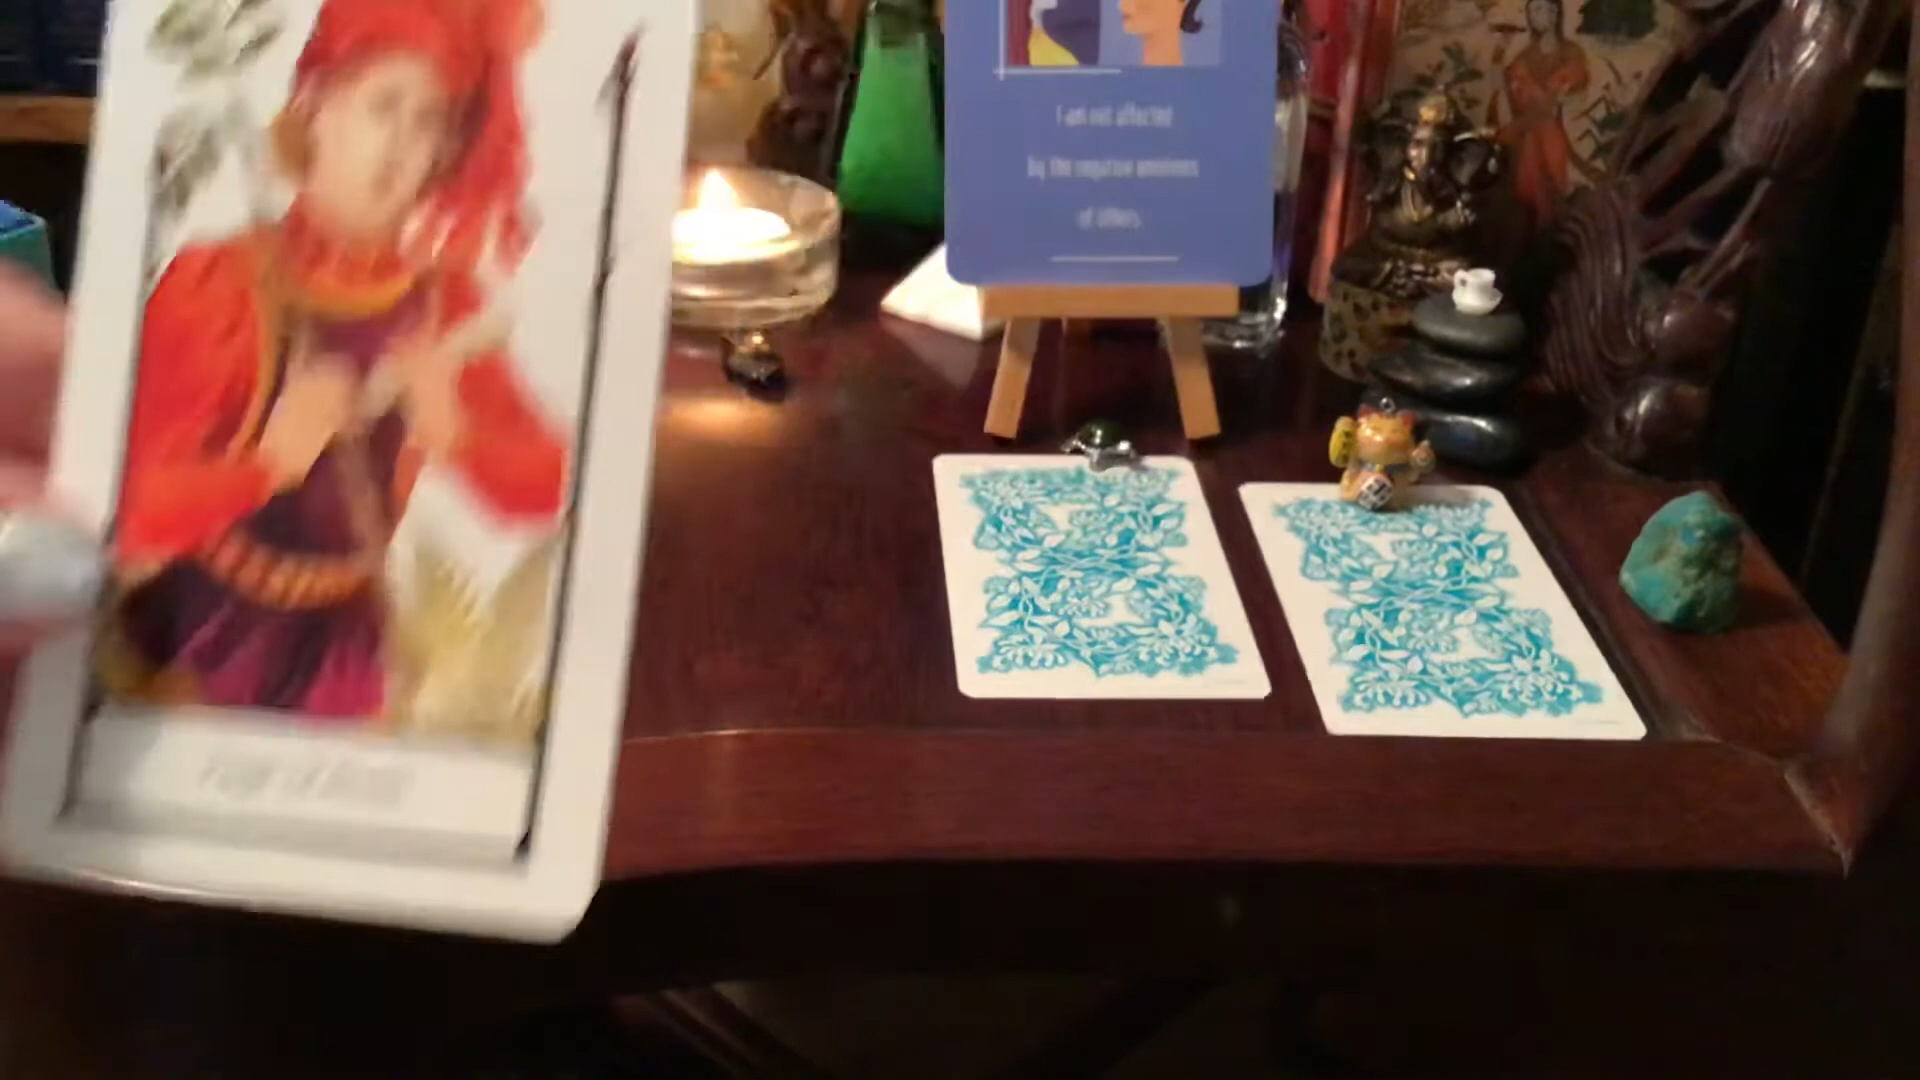 I am not affected
by the negative emotions
of others.